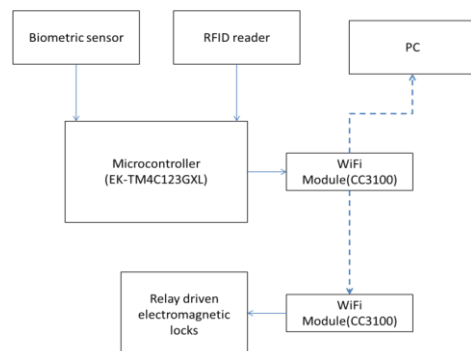 Biometric sensor
RFID reader
PC
Microcontroller
(EK-TM4C123GXL)
WiFi
Module(CC3100)
Relay driven
electromagnetic
locks
WiFi
Module(CC3100)